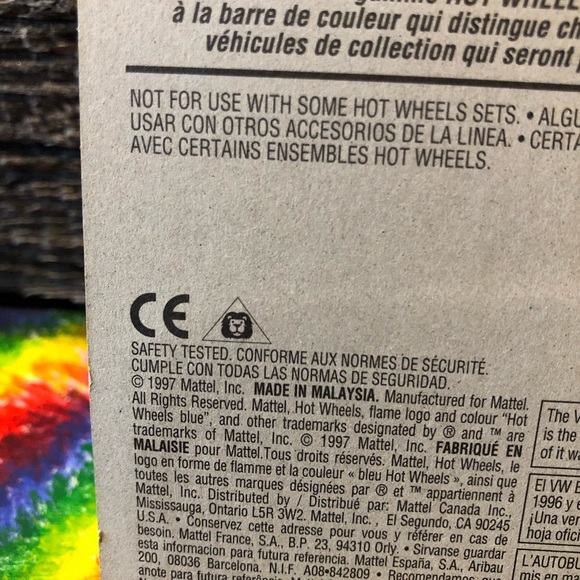 gamme HOT WHEEL
à la barre de couleur qui distingue ch
véhicules de collection qui seront
NOT FOR USE WITH SOME HOT WHEELS SETS. • ALGU
USAR CON OTROS ACCESORIOS DE LA LINEA. • CERTA
AVEC CERTAINS ENSEMBLES HOT WHEELS.
CE
SAFETY TESTED. CONFORME AUX NORMES DE SÉCURITÉ.
CUMPLE CON TODAS LAS NORMAS DE SEGURIDAD.
© 1997 Mattel, Inc. MADE IN MALAYSIA. Manufactured for Mattel.
All Rights Reserved. Mattel, Hot Wheels, flame logo and colour "Hot
Wheels blue", and other trademarks designated by ® and ™ are
trademarks of Mattel, Inc. © 1997 Mattel, Inc. FABRIQUÉ EN
MALAISIE pour Mattel.Tous droits réservés. Mattel, Hot Wheels, le
logo en forme de flamme et la couleur « bleu Hot Wheels », ainsi que
toutes les autres marques désignées par ® et ™ appartiennent à
Mattel, Inc. Distributed by / Distribué par: Mattel Canada Inc.,
Mississauga, Ontario L5R 3W2. Mattel, Inc. , El Segundo, CA 90245
U.S.A. • Conservez cette adresse pour vous y référer en cas de
besoin. Mattel France, S.A., B.P. 23, 94310 Orly. • Sírvanse guardar
esta informacion para futura referencia. Mattel España, S.A., Aribau
200, 08036 Barcelona. N.I.F. A08-842809 • Recomendamos que
anote para futura referencia
The V
is the
of it wa
El VW B
1996 y e
¡Una ver
hoja ofici
L'AUTOBU
mis en